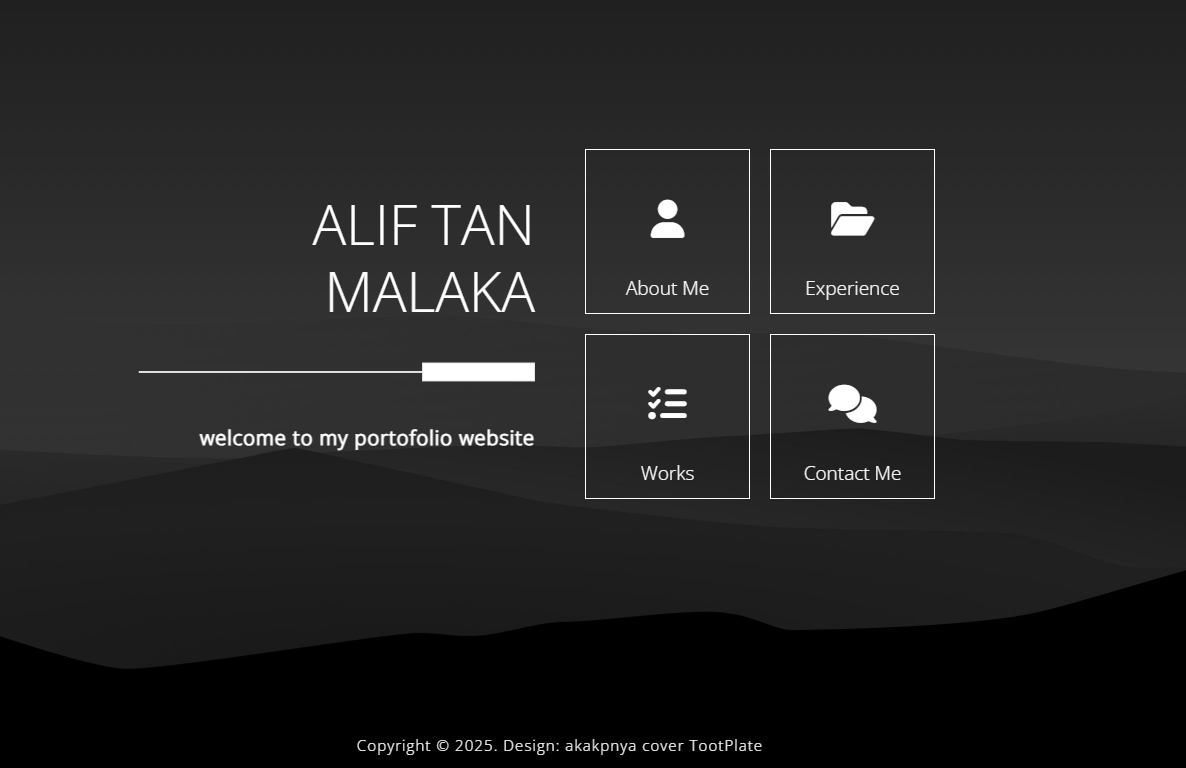 ALIF TAN
MALAKA
welcome to my portofolio website
About Me
Experience
Works
Contact Me
Copyright © 2025. Design: akakpnya cover TootPlate